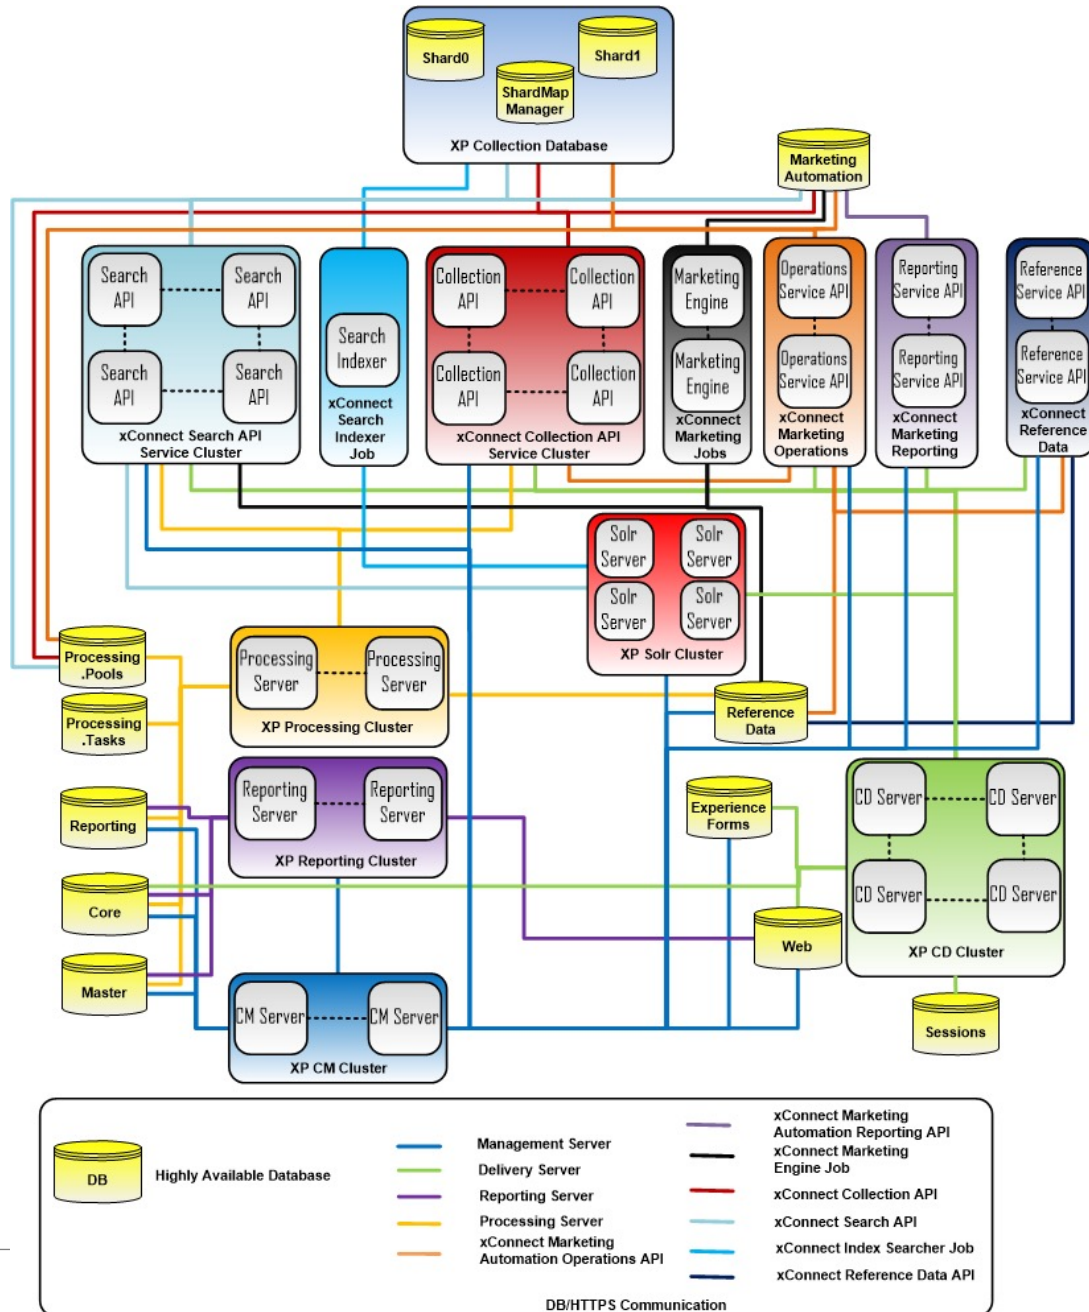 Shard0
Shard1
ShardMap
Manager
XP Collection Database
Marketing
Automation
Search
API
Search
API
Search
API
Search
API
xConnect Search API
Service Cluster
Search
Indexer
xConnect
Search
Indexer
Job
Collection
API
Collection
API
Collection
API
Collection
API
xConnect Collection API
Service Cluster
Marketing
Engine
Marketing
Engine
xConnect
Marketing
Jobs
Operations
Service API
Operations
Service API
xConnect
Marketing
Operations
Reporting
Service API
Reporting
Service API
xConnect
Marketing
Reporting
Reference
Service API
Reference
Service API
xConnect
Reference
Data
Solr
Server
Solr
Server
Solr
Server
Solr
Server
XP Solr Cluster
Processing
.Pools
Processing
.Tasks
Processing
Server
Processing
Server
XP Processing Cluster
Reference
Data
Reporting
Reporting
Server
Reporting
Server
XP Reporting Cluster
Experience
Forms
CD Server
CD Server
CD Server
CD Server
XP CD Cluster
Core
Web
Master
CM Server
CM Server
XP CM Cluster
Sessions
DB
Highly Available Database
Management Server
Delivery Server
Reporting Server
Processing Server
xConnect Marketing
Automation Operations API
xConnect Marketing
Automation Reporting API
xConnect Marketing
Engine Job
xConnect Collection API
xConnect Search API
xConnect Index Searcher Job
xConnect Reference Data API
DB/HTTPS Communication